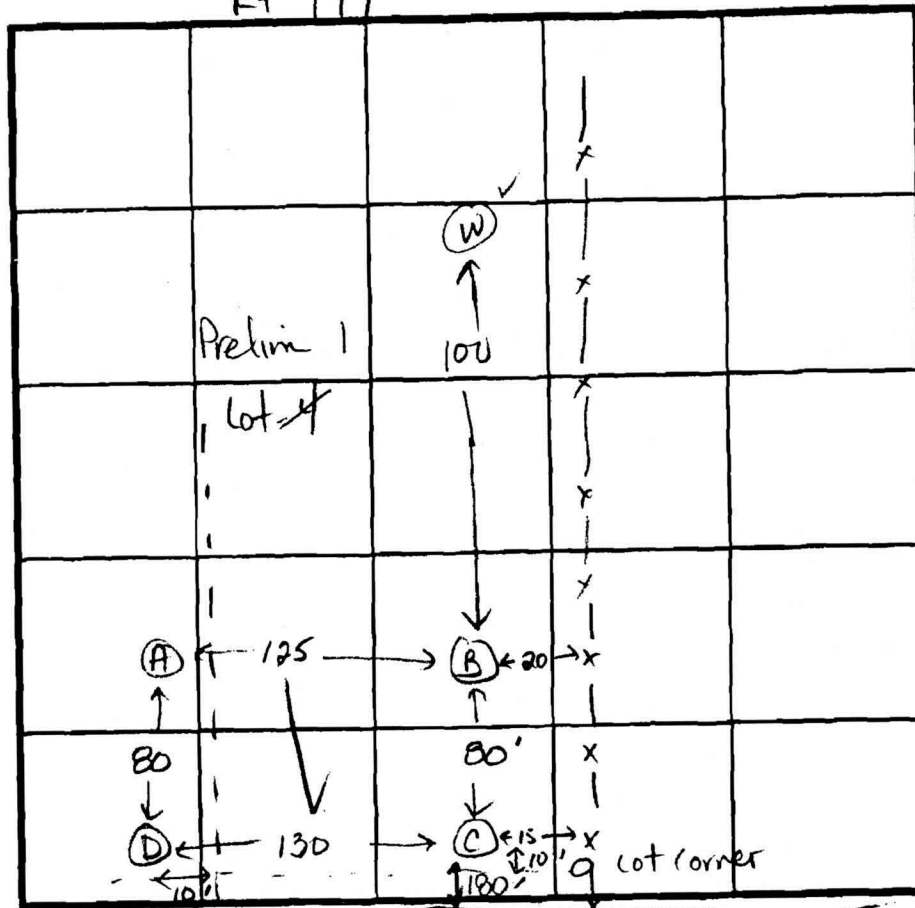 W ✓
Prelim 1
100
Lot 4
A 125 B 20 x
80 80'
D 130 C 15 x
10' lot corner
10' 180'